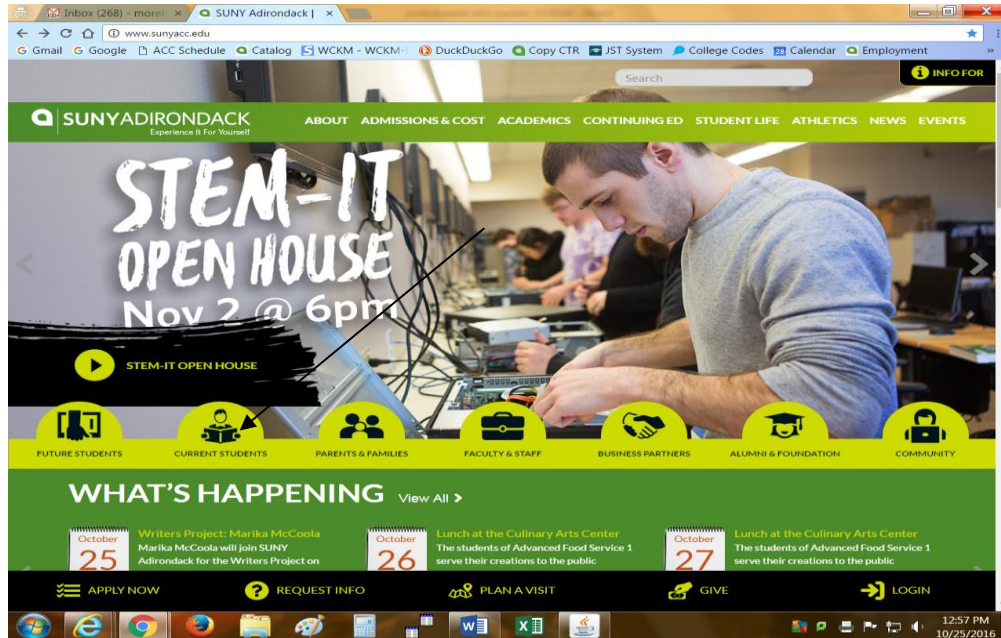 Inbox (268) - morel
SUNY Adirondack |
www.sunyacc.edu
Gmail Google ACC Schedule Catalog WCKM - WCKM- DuckDuckGo Copy CTR JST System College Codes 28 Calendar Employment »
Search
INFO FOR
SUNYADIRONDACK
Experience It For Yourself
ABOUT ADMISSIONS & COST ACADEMICS CONTINUING ED STUDENT LIFE ATHLETICS NEWS EVENTS
STEM-IT
OPEN HOUSE
Nov 2 @ 6pm
STEM-IT OPEN HOUSE
FUTURE STUDENTS CURRENT STUDENTS PARENTS & FAMILIES FACULTY & STAFF BUSINESS PARTNERS ALUMNI & FOUNDATION COMMUNITY
WHAT'S HAPPENING View All >
October
25
Writers Project: Marika McCoola
Marika McCoola will join SUNY
Adirondack for the Writers Project on
October
26
Lunch at the Culinary Arts Center
The students of Advanced Food Service 1
serve their creations to the public
October
27
Lunch at the Culinary Arts Center
The students of Advanced Food Service 1
serve their creations to the public
APPLY NOW REQUEST INFO PLAN A VISIT GIVE LOGIN
12:57 PM
10/25/2016